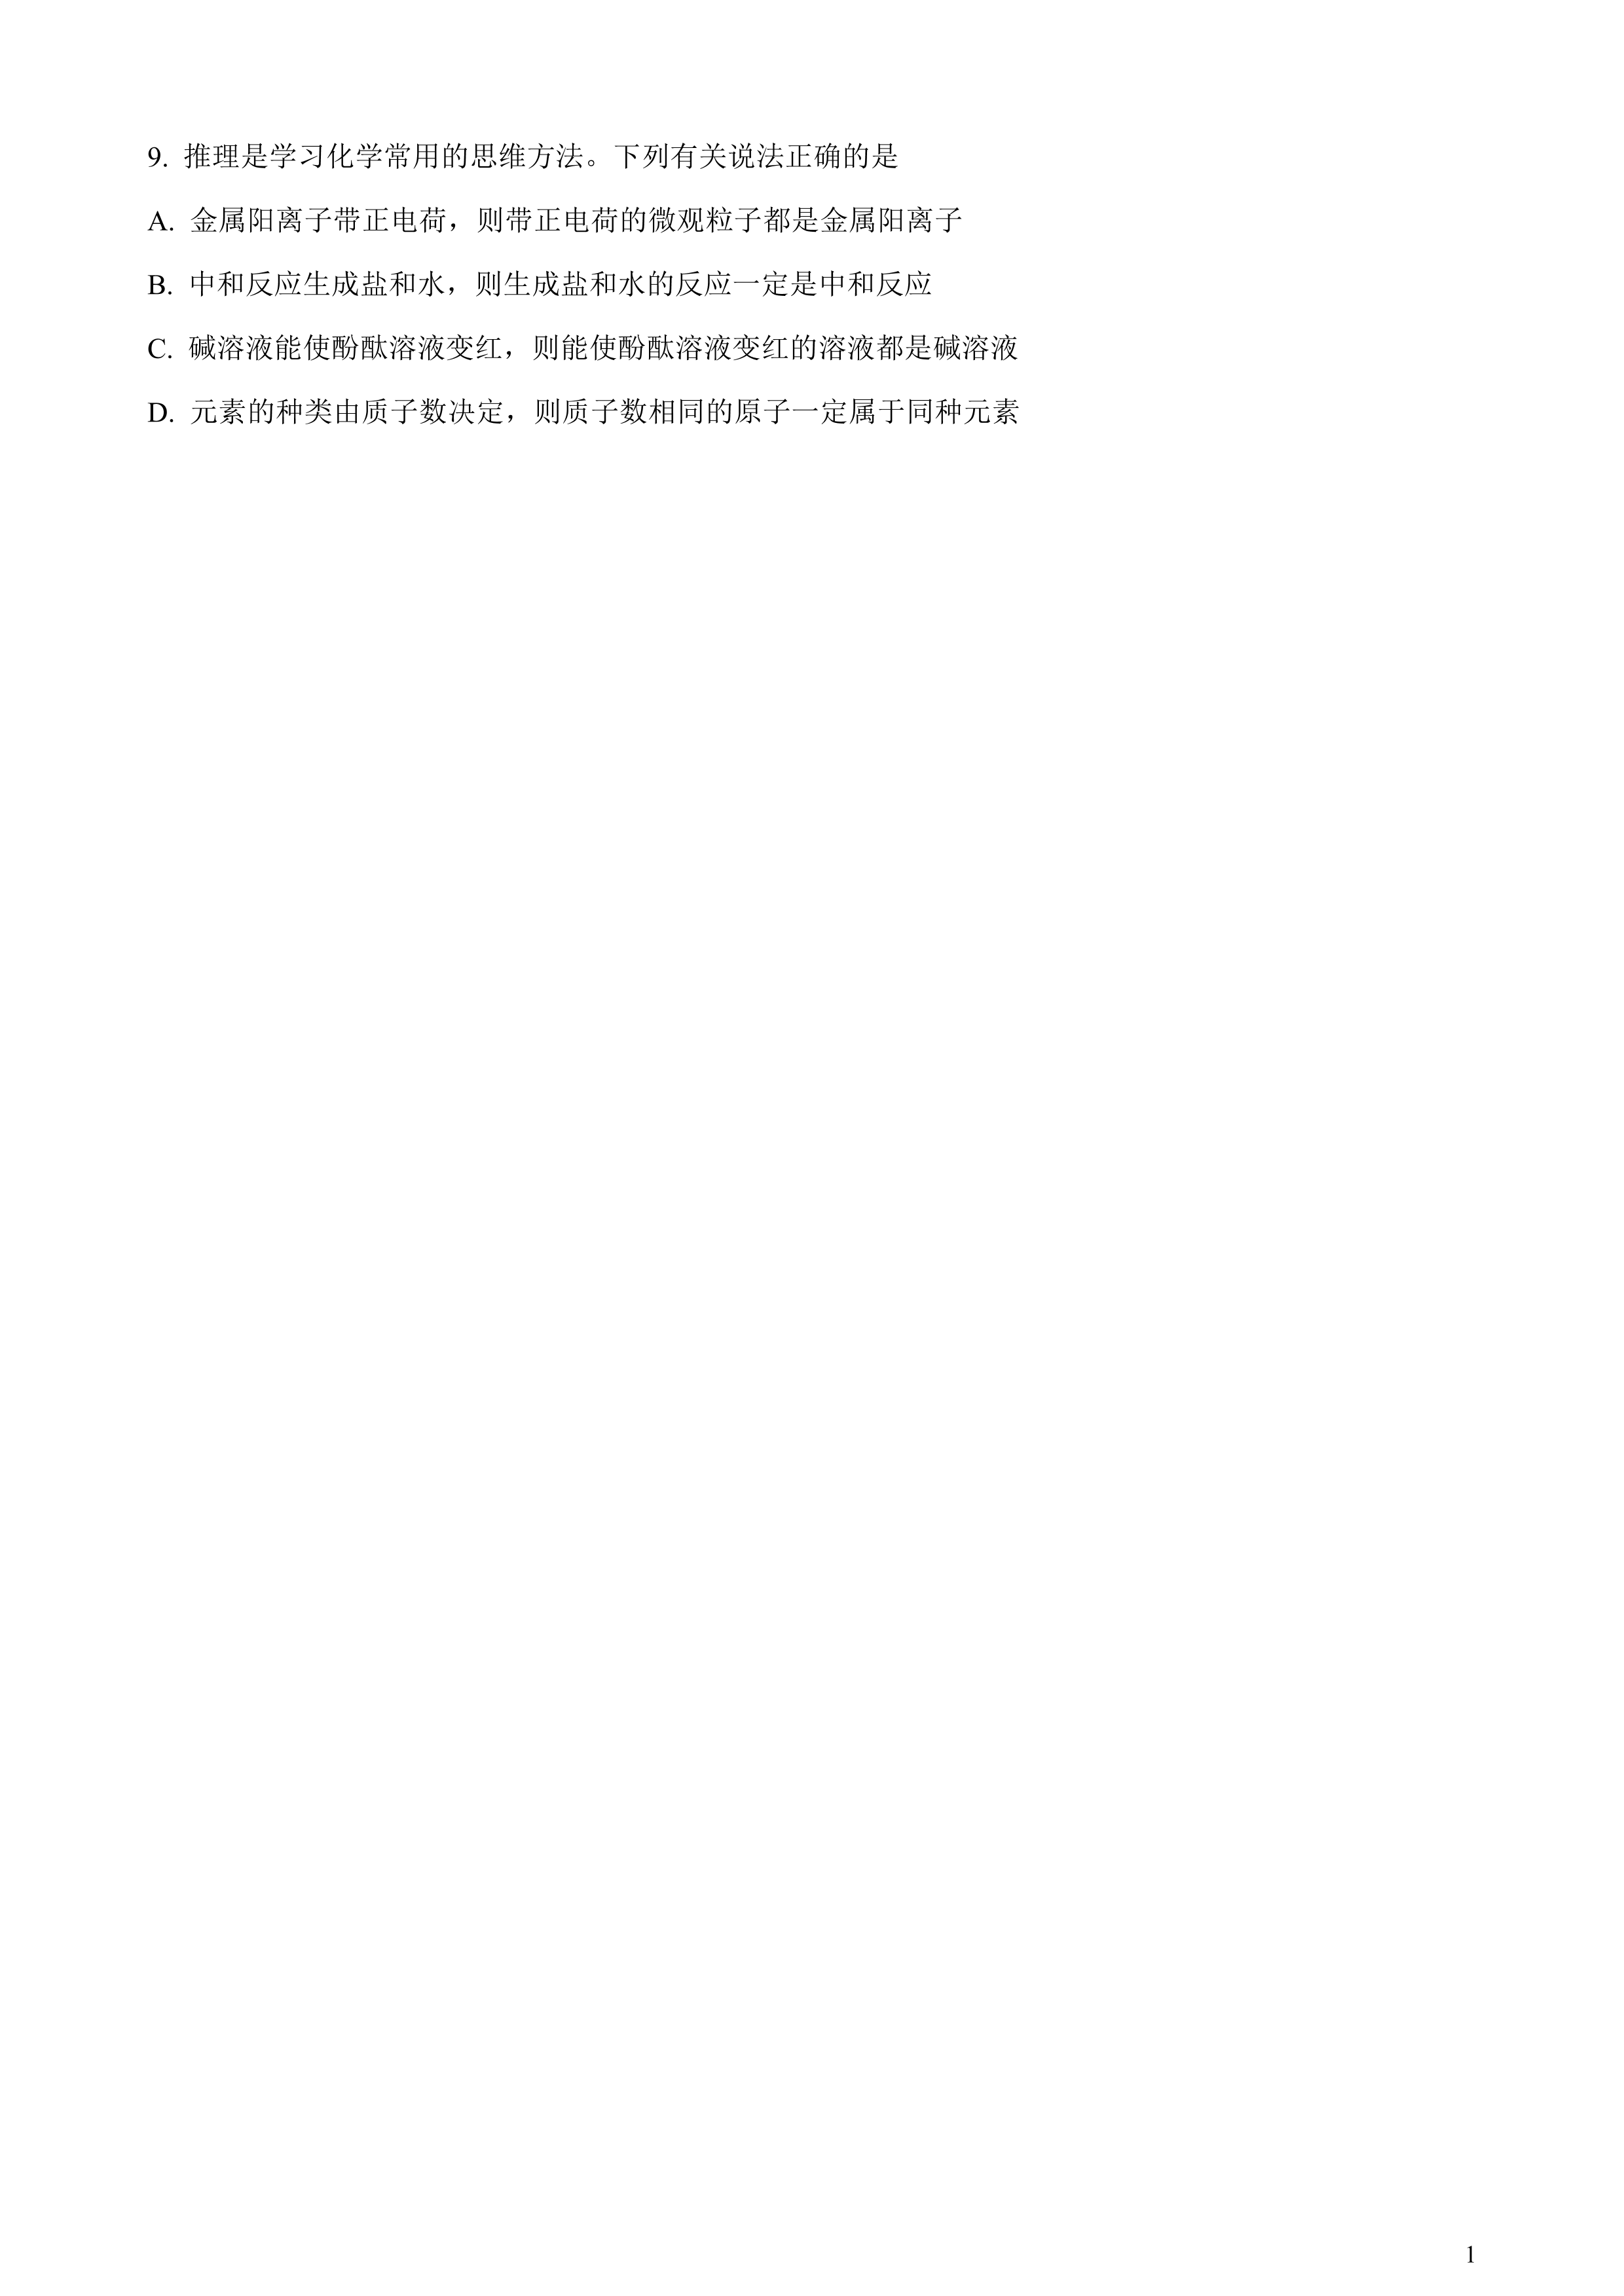 9. 推理是学习化学常用的思维方法。下列有关说法正确的是
A. 金属阳离子带正电荷，则带正电荷的微观粒子都是金属阳离子
B. 中和反应生成盐和水，则生成盐和水的反应一定是中和反应
C. 碱溶液能使酚酞溶液变红，则能使酚酞溶液变红的溶液都是碱溶液
D. 元素的种类由质子数决定，则质子数相同的原子一定属于同种元素
1